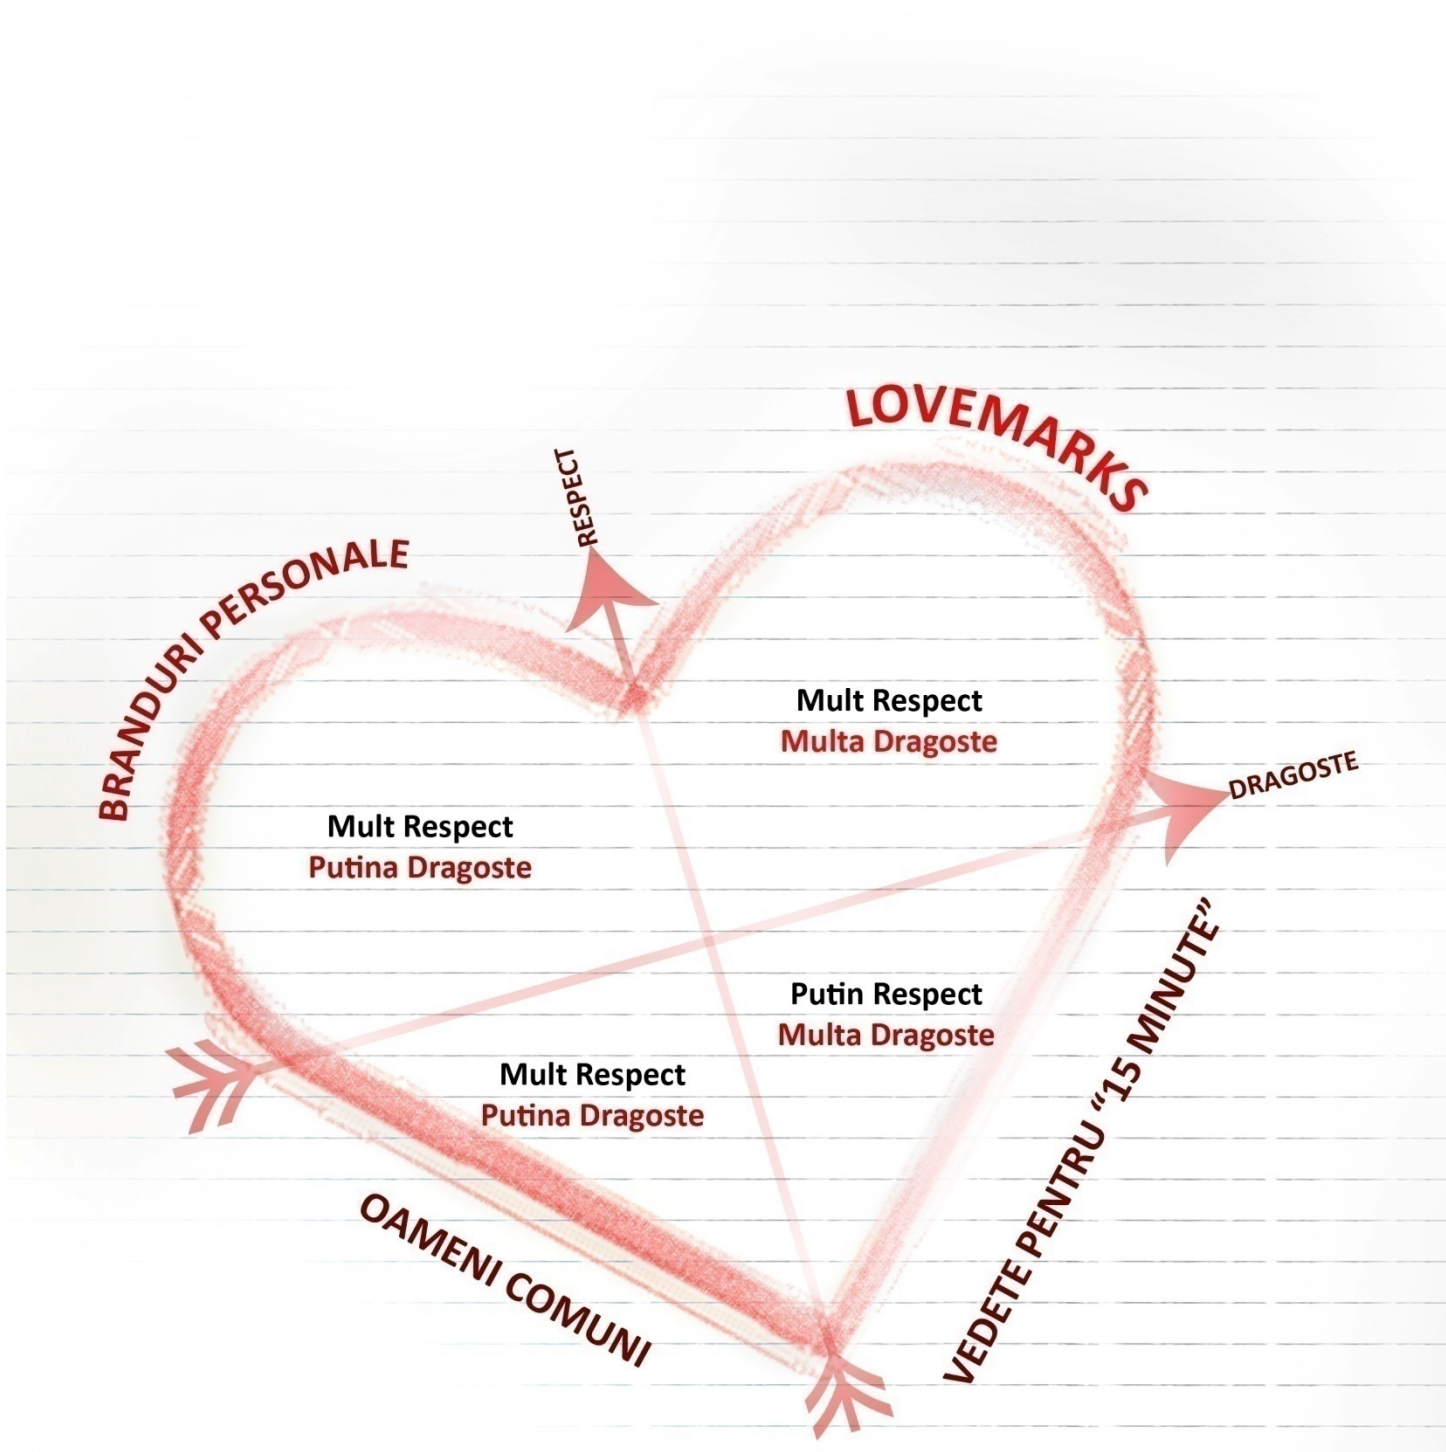 LOVEMARKS
RESPECT
BRANDURI PERSONALE
Mult Respect
Multa Dragoste
DRAGOSTE
Mult Respect
Putina Dragoste
Putin Respect
Multa Dragoste
Mult Respect
Putina Dragoste
VEDETE PENTRU “15 MINUTE”
OAMENI COMUNI